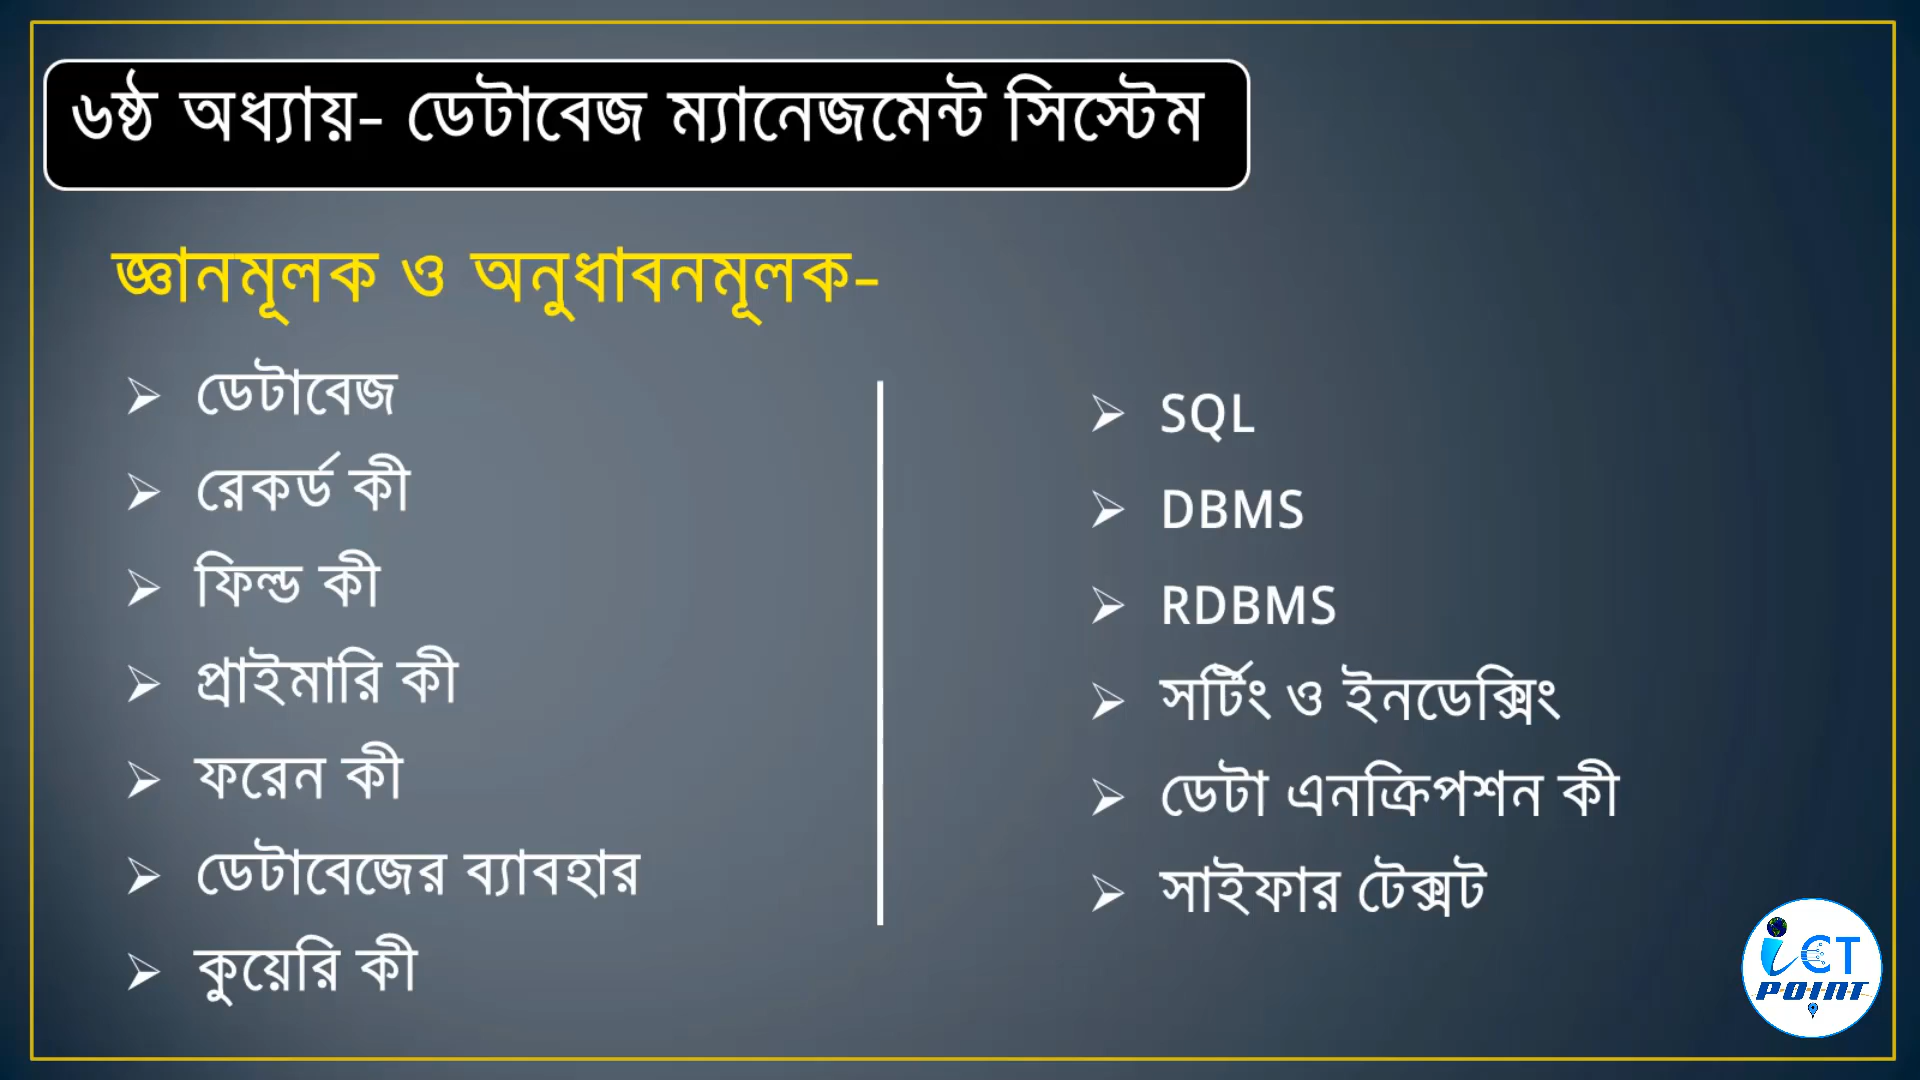 ৬ষ্ঠ অধ্যায়- ডেটাবেজ ম্যানেজমেন্ট সিস্টেম
জ্ঞানমূলক ও অনুধাবনমূলক-
➢ ডেটাবেজ
➢ রেকর্ড কী
➢ ফিল্ড কী
➢ প্রাইমারি কী
➢ ফরেন কী
➢ ডেটাবেজের ব্যাবহার
➢ কুয়েরি কী
➢ SQL
➢ DBMS
➢ RDBMS
➢ সর্টিং ও ইনডেক্সিং
➢ ডেটা এনক্রিপশন কী
➢ সাইফার টেক্সট
iCT
POINT